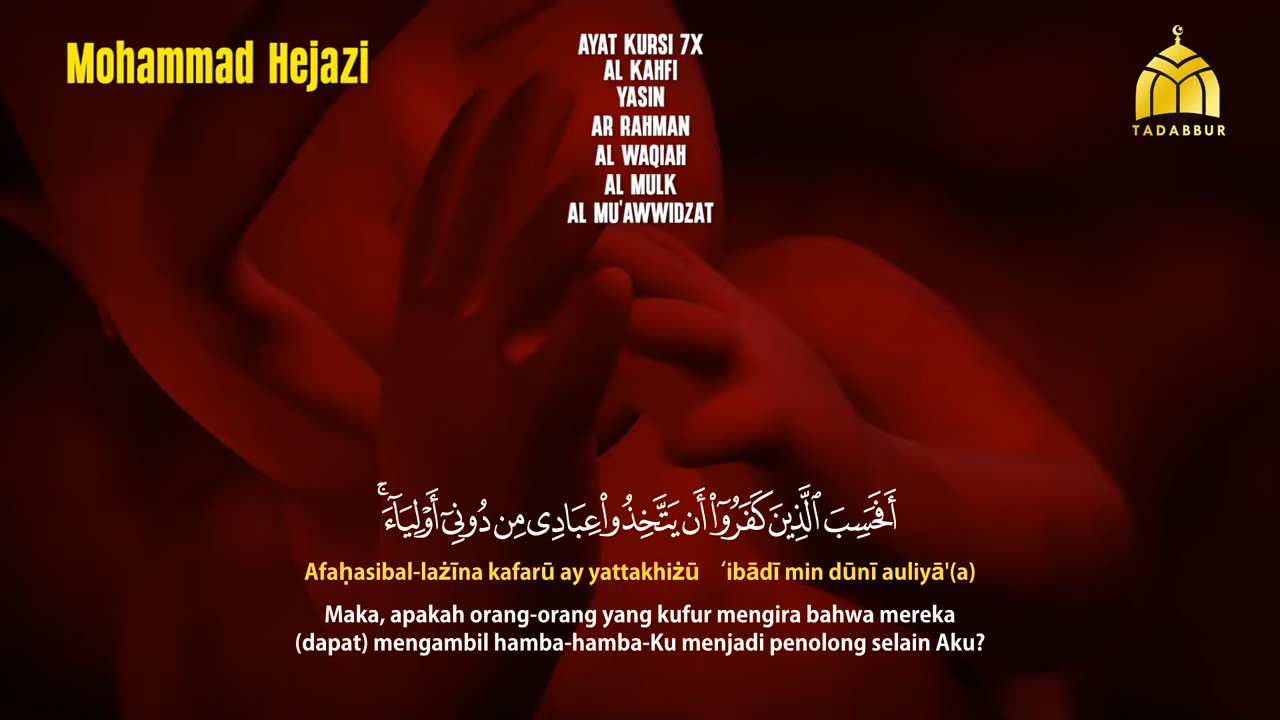 Mohammad Hejazi
AYAT KURSI 7X
AL KAHFI
YASIN
AR RAHMAN
AL WAQIAH
AL MULK
AL MU'AWWIDZAT
TADABBUR
أَفَحَسِبَ ٱلَّذِينَ كَفَرُوٓا۟ أَن يَتَّخِذُوا۟ عِبَادِى مِن دُونِىٓ أَوْلِيَآءَ ۚ
Afaḥasibal-lażīna kafarū ay yattakhiżū ‘ibādī min dūnī auliyā'(a)
Maka, apakah orang-orang yang kufur mengira bahwa mereka
(dapat) mengambil hamba-hamba-Ku menjadi penolong selain Aku?